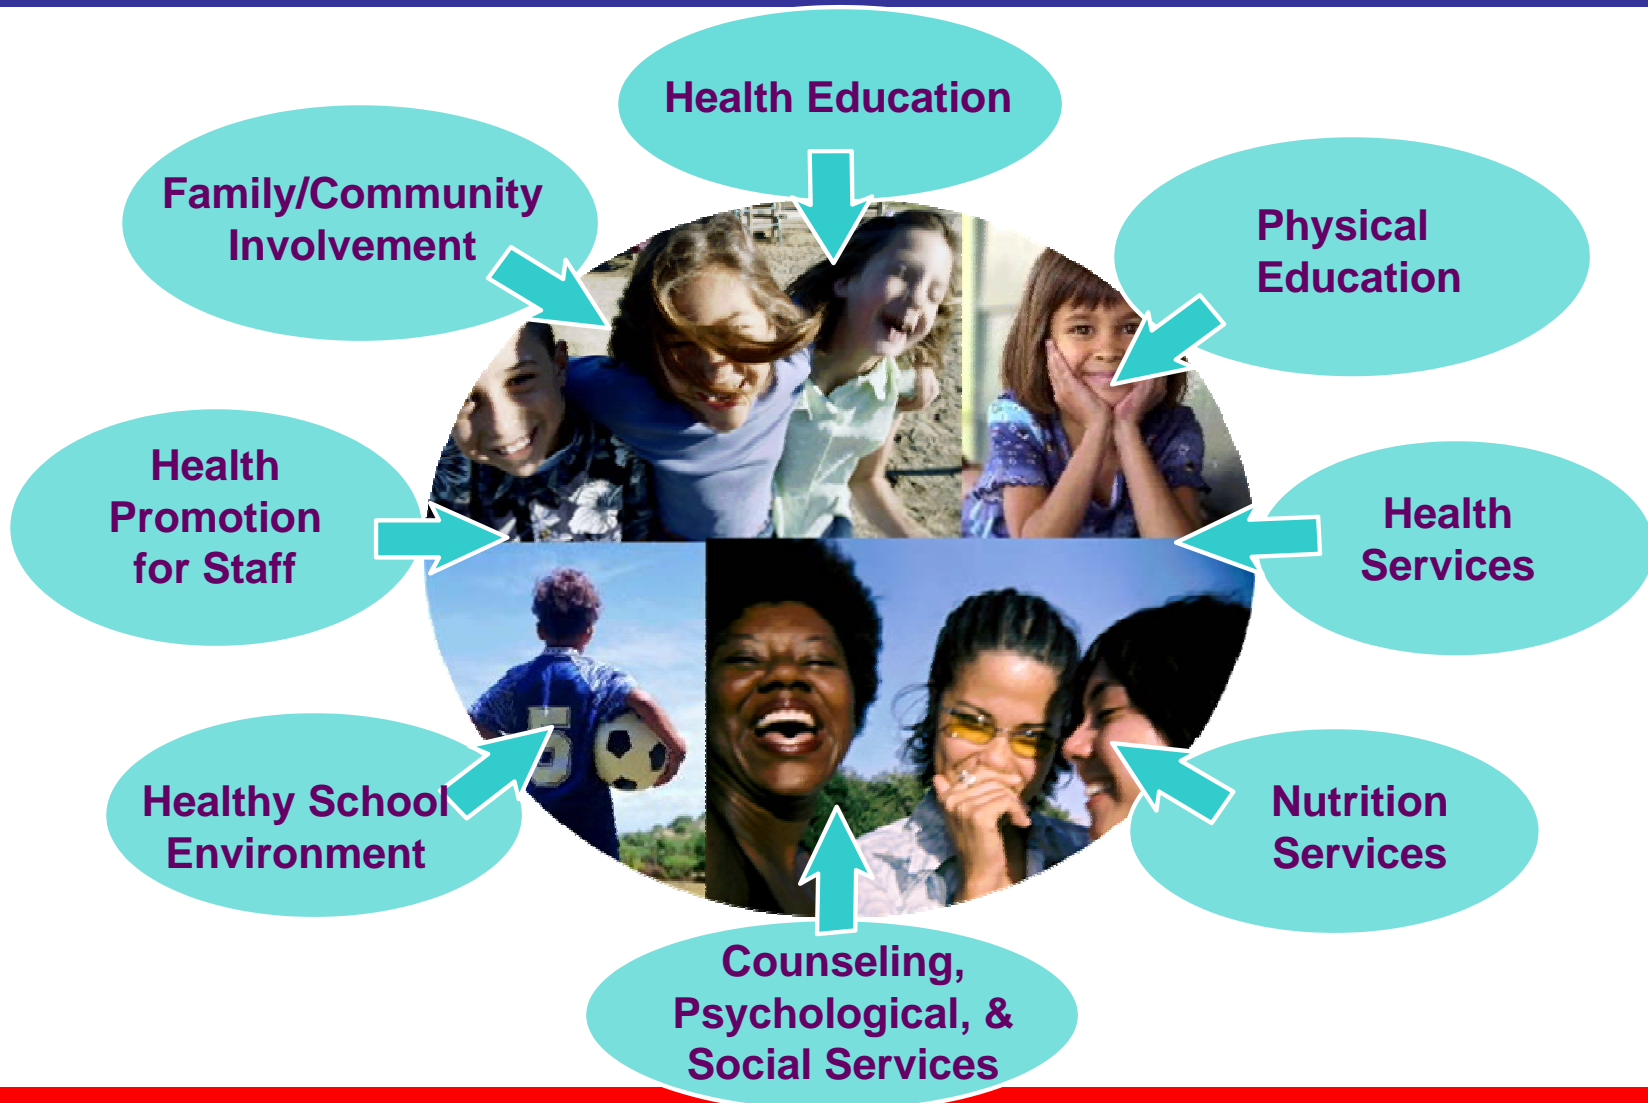 Health Education
Family/Community
Involvement
Physical
Education
Health
Promotion
for Staff
Health
Services
5
Healthy School
Environment
Nutrition
Services
Counseling,
Psychological, &
Social Services